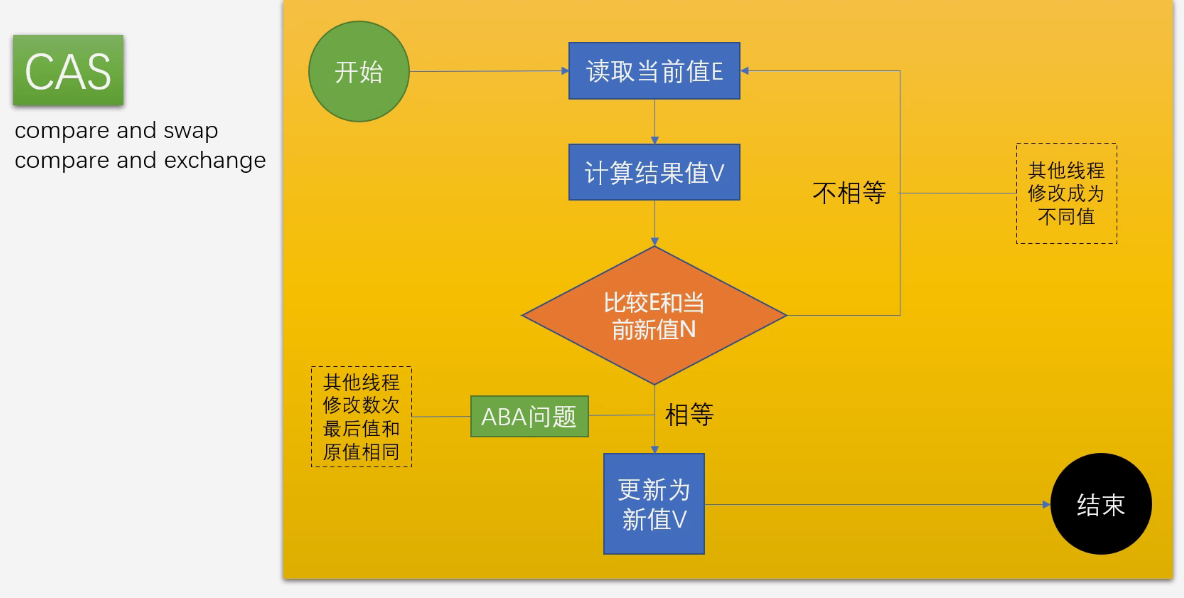 CAS
compare and swap
compare and exchange
开始
读取当前值E
计算结果值V
不相等
其他线程
修改成为
不同值
比较E和当
前新值N
其他线程
修改数次
最后值和
原值相同
ABA问题
相等
更新为
新值V
结束